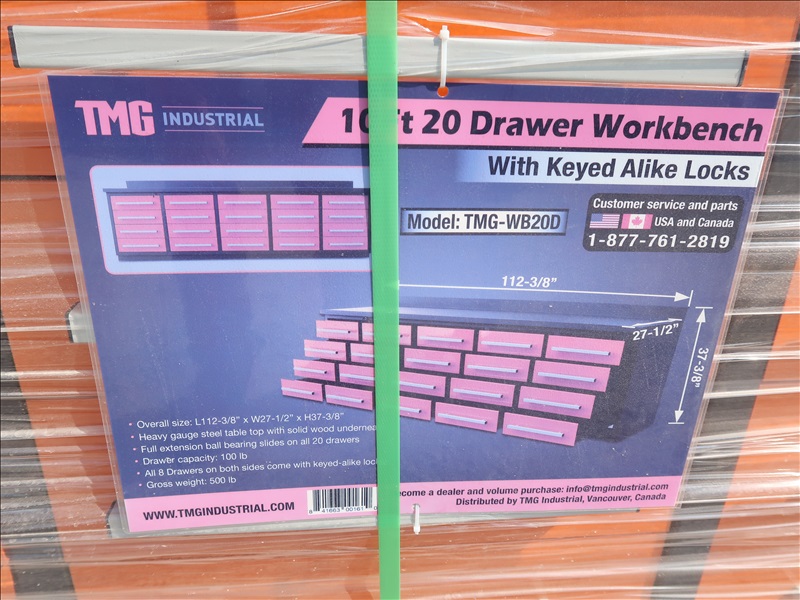 TMG INDUSTRIAL
10 ft 20 Drawer Workbench
With Keyed Alike Locks
Model: TMG-WB20D
Customer service and parts
USA and Canada
1-877-761-2819
112-3/8"
27-1/2"
37-3/8"
• Overall size: L112-3/8" x W27-1/2" x H37-3/8"
• Heavy gauge steel table top with solid wood
• Full extension ball bearing slides on all 20 drawers
• Drawer capacity: 100 lb
• All 8 Drawers on both sides come with keyed-alike
• Gross weight: 500 lb
WWW.TMGINDUSTRIAL.COM
8 41663 00161
become a dealer and volume purchase: info@tmgindustrial.com
Distributed by TMG Industrial, Vancouver, Canada